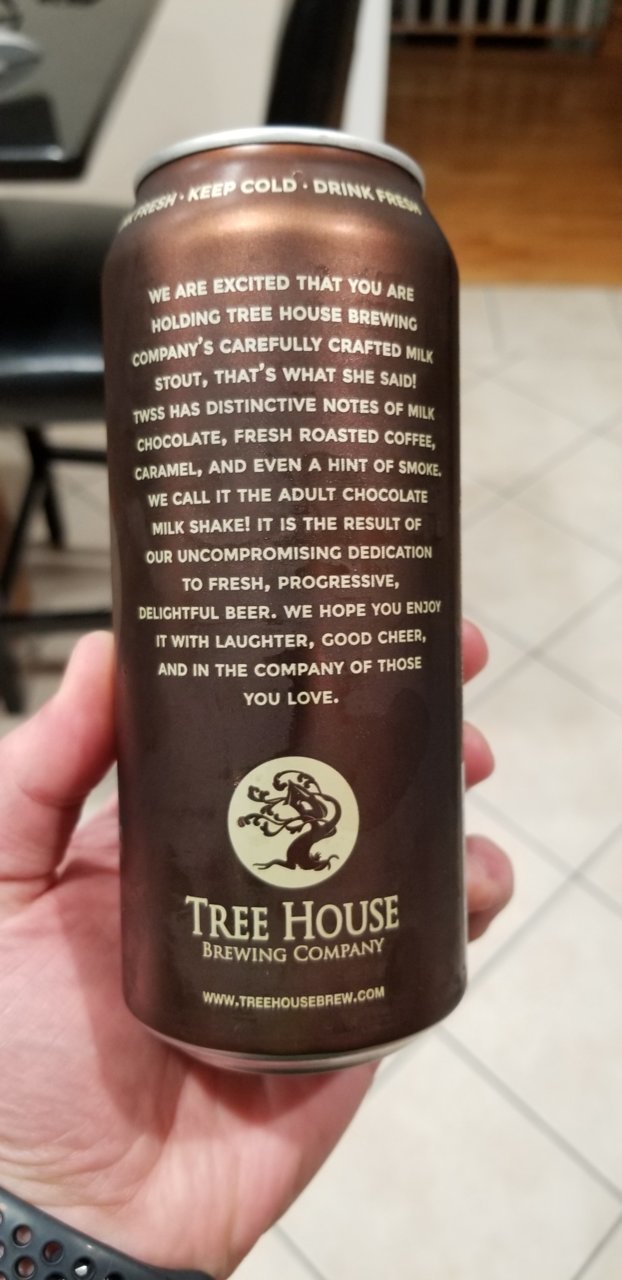 FRESH · KEEP COLD · DRINK FRESH
WE ARE EXCITED THAT YOU ARE
HOLDING TREE HOUSE BREWING
COMPANY'S CAREFULLY CRAFTED MILK
STOUT, THAT'S WHAT SHE SAID!
TWSS HAS DISTINCTIVE NOTES OF MILK
CHOCOLATE, FRESH ROASTED COFFEE,
CARAMEL, AND EVEN A HINT OF SMOKE.
WE CALL IT THE ADULT CHOCOLATE
MILK SHAKE! IT IS THE RESULT OF
OUR UNCOMPROMISING DEDICATION
TO FRESH, PROGRESSIVE,
DELIGHTFUL BEER. WE HOPE YOU ENJOY
IT WITH LAUGHTER, GOOD CHEER,
AND IN THE COMPANY OF THOSE
YOU LOVE.
TREE HOUSE
BREWING COMPANY
WWW.TREEHOUSEBREW.COM